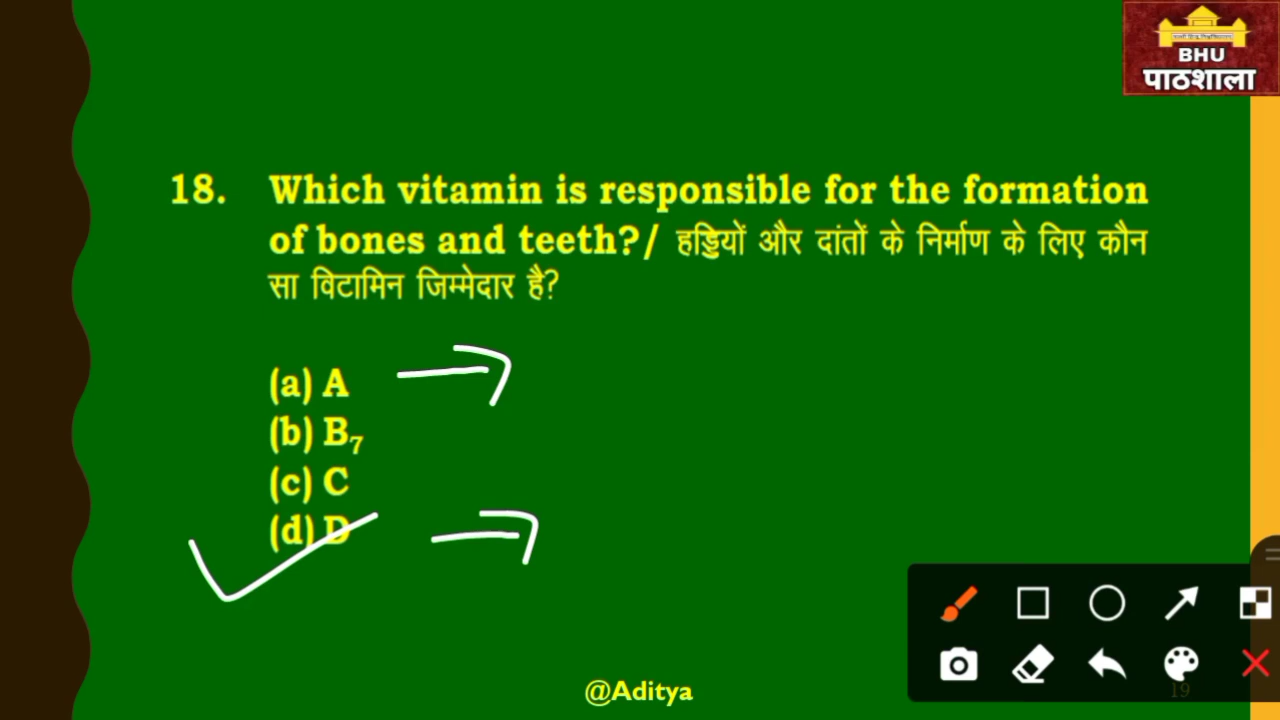 BHU
पाठशाला
18. Which vitamin is responsible for the formation
of bones and teeth?/ हड्डियों और दांतों के निर्माण के लिए कौन
सा विटामिन जिम्मेदार है?
(a) A
(b) B₇
(c) C
(d) D
@Aditya
19